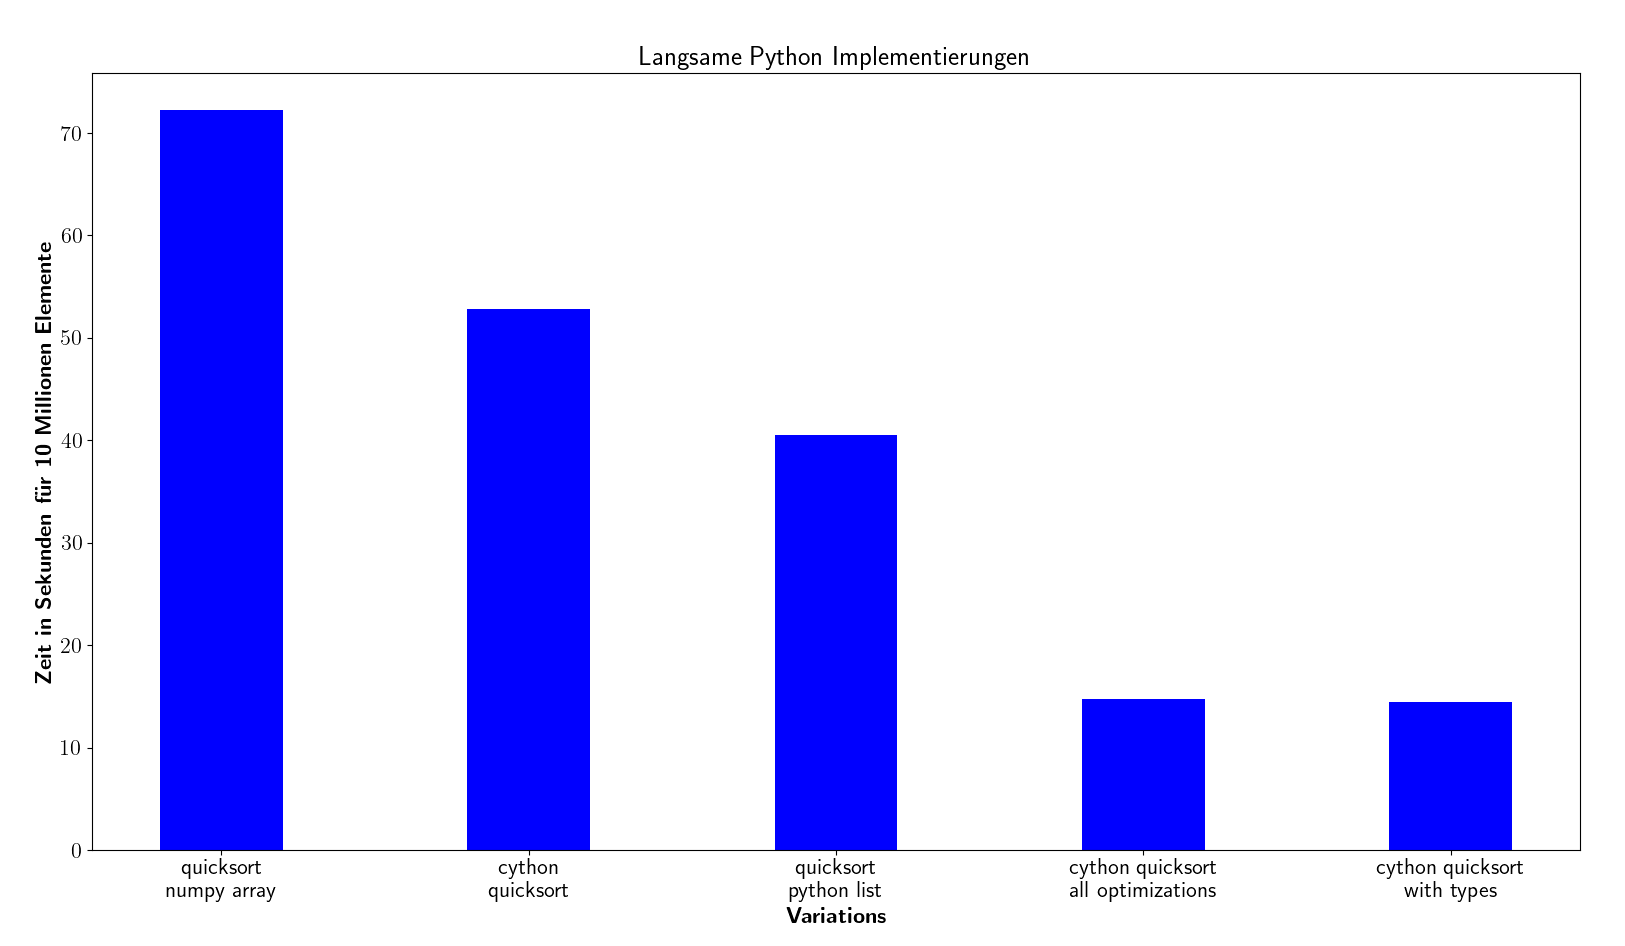 Langsame Python Implementierungen
Zeit in Sekunden für 10 Millionen Elemente
70
60
50
40
30
20
10
0
quicksort
numpy array
cython
quicksort
quicksort
python list
cython quicksort
all optimizations
cython quicksort
with types
Variations